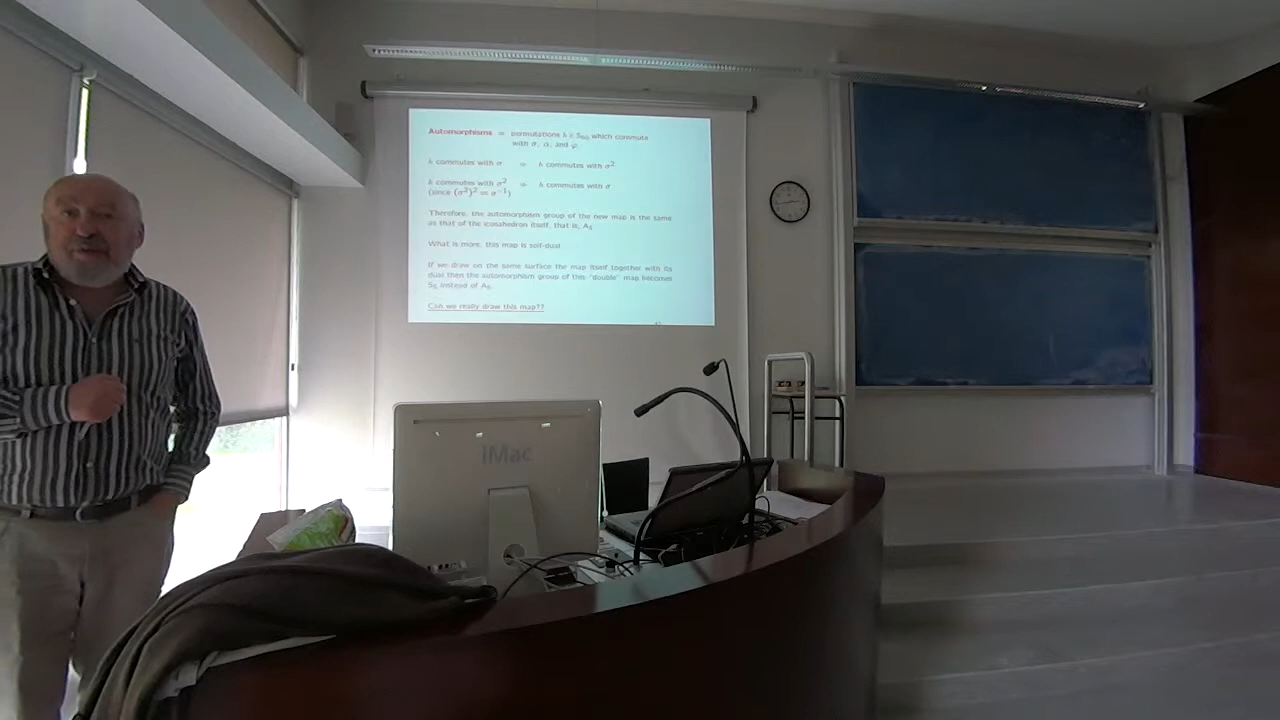 Automorphisms = permutations h ∈ S₆₀ which commute
with σ, α, and φ.
h commutes with σ ⇒ h commutes with σ²
h commutes with σ² ⇒ h commutes with σ
(since (σ²)² = σ⁻¹)
Therefore, the automorphism group of the new map is the same
as that of the icosahedron itself, that is, A₅
What is more, this map is self-dual
If we draw on the same surface the map itself together with its
dual then the automorphism group of this "double" map becomes
S₅ instead of A₅.
Can we really draw this map??
iMac